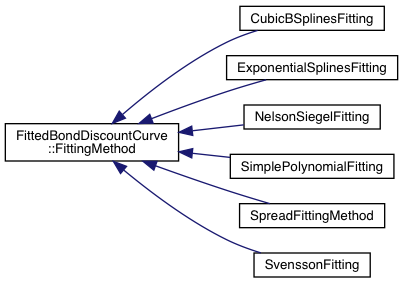 CubicBSplinesFitting
ExponentialSplinesFitting
NelsonSiegelFitting
FittedBondDiscountCurve
::FittingMethod
SimplePolynomialFitting
SpreadFittingMethod
SvenssonFitting